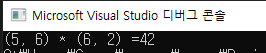 Microsoft Visual Studio 디버그 콘솔
(5, 6) * (6, 2) =42